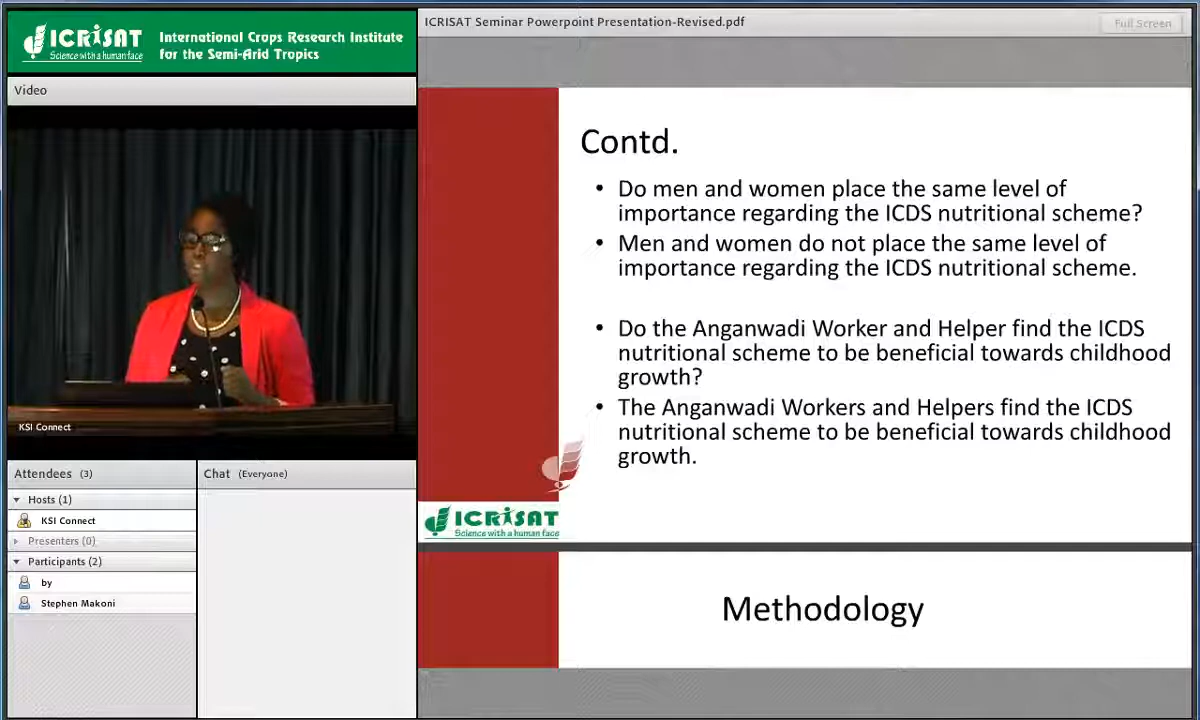 ICRISAT
Science with a human face
International Crops Research Institute
for the Semi-Arid Tropics
Video
KSI Connect
Attendees (3)
Hosts (1)
KSI Connect
Presenters (0)
Participants (2)
by
Stephen Makoni
Chat (Everyone)
ICRISAT Seminar Powerpoint Presentation-Revised.pdf
Full Screen
Contd.
• Do men and women place the same level of
importance regarding the ICDS nutritional scheme?
• Men and women do not place the same level of
importance regarding the ICDS nutritional scheme.
• Do the Anganwadi Worker and Helper find the ICDS
nutritional scheme to be beneficial towards childhood
growth?
• The Anganwadi Workers and Helpers find the ICDS
nutritional scheme to be beneficial towards childhood
growth.
ICRISAT
Science with a human face
Methodology